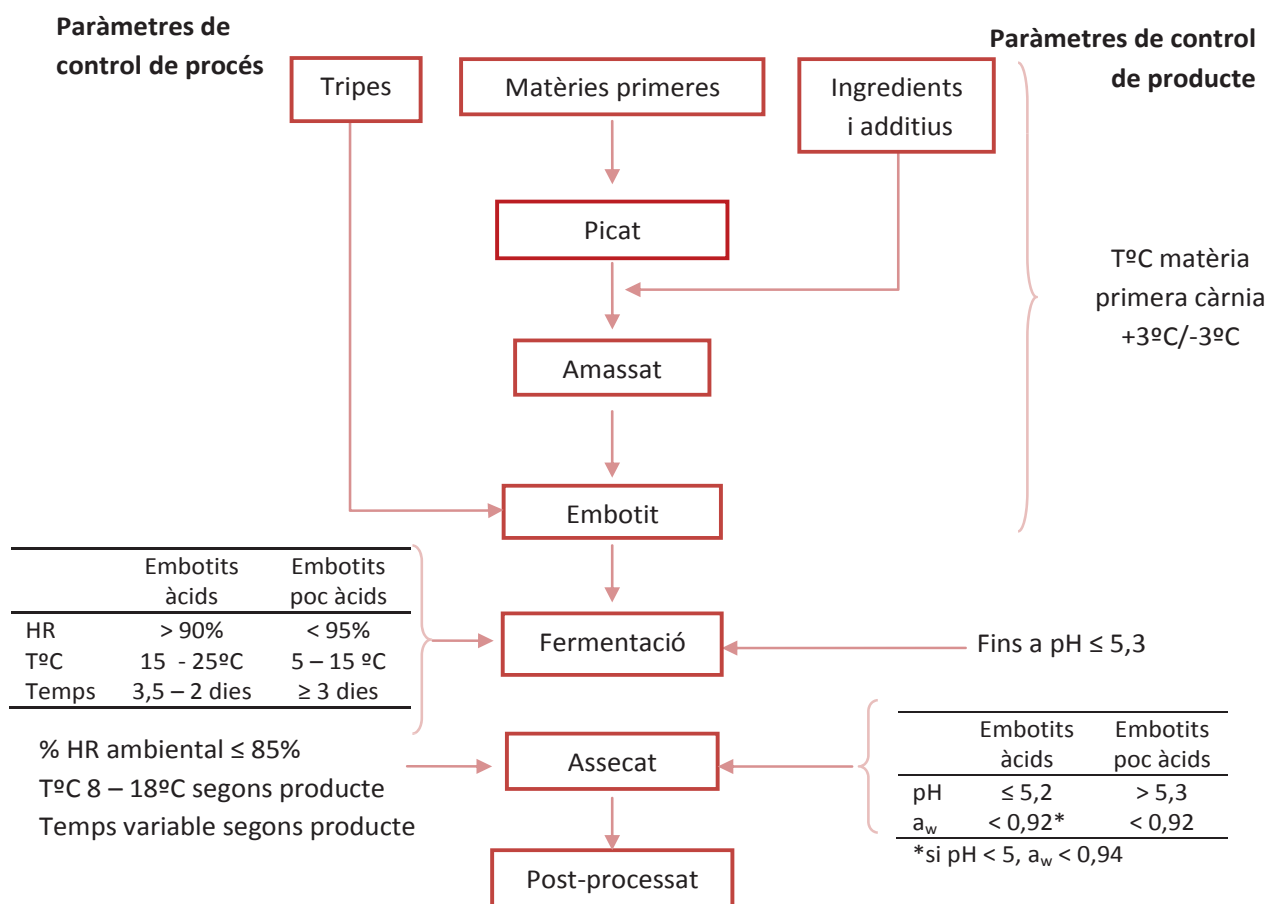 Paràmetres de
control de procés
Paràmetres de control
de producte
Tripes
Matèries primeres
Ingredients
i additius
Picat
TºC matèria
primera càrnia
+3ºC/-3ºC
Amassat
Embotit
Embotits àcids Embotits poc àcids
HR > 90% < 95%
TºC 15 - 25ºC 5 – 15 ºC
Temps 3,5 – 2 dies ≥ 3 dies
Fermentació
Fins a pH ≤ 5,3
% HR ambiental ≤ 85%
TºC 8 – 18ºC segons producte
Temps variable segons producte
Assecat
Embotits àcids Embotits poc àcids
pH ≤ 5,2 > 5,3
aw < 0,92* < 0,92
*si pH < 5, aw < 0,94
Post-processat